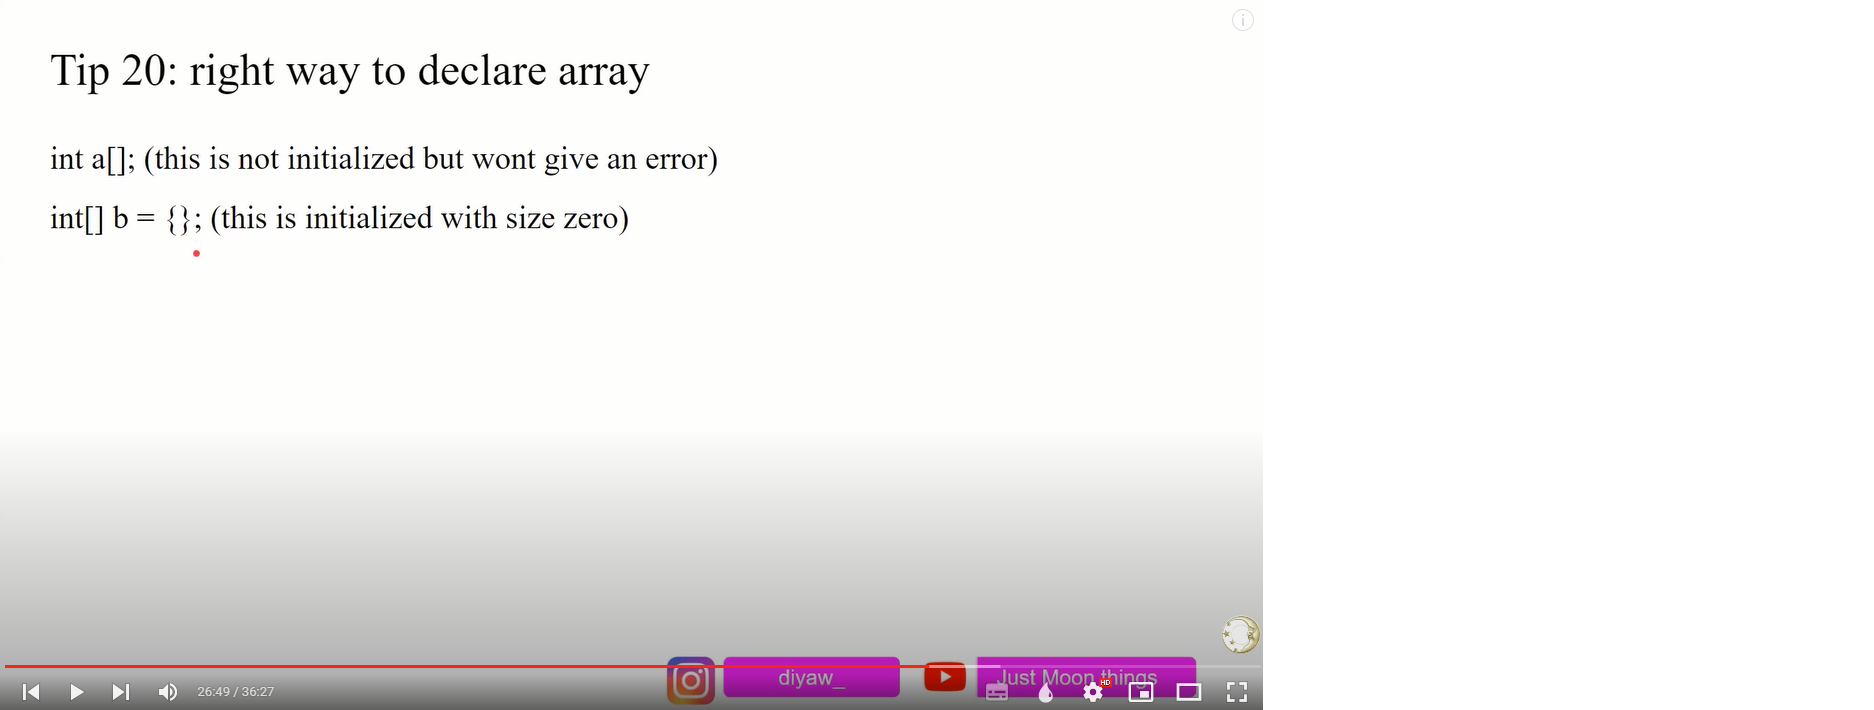 Tip 20: right way to declare array
int a[]; (this is not initialized but wont give an error)
int[] b = {}; (this is initialized with size zero)
diyaw_
Just Moon things
HD
26:49 / 36:27